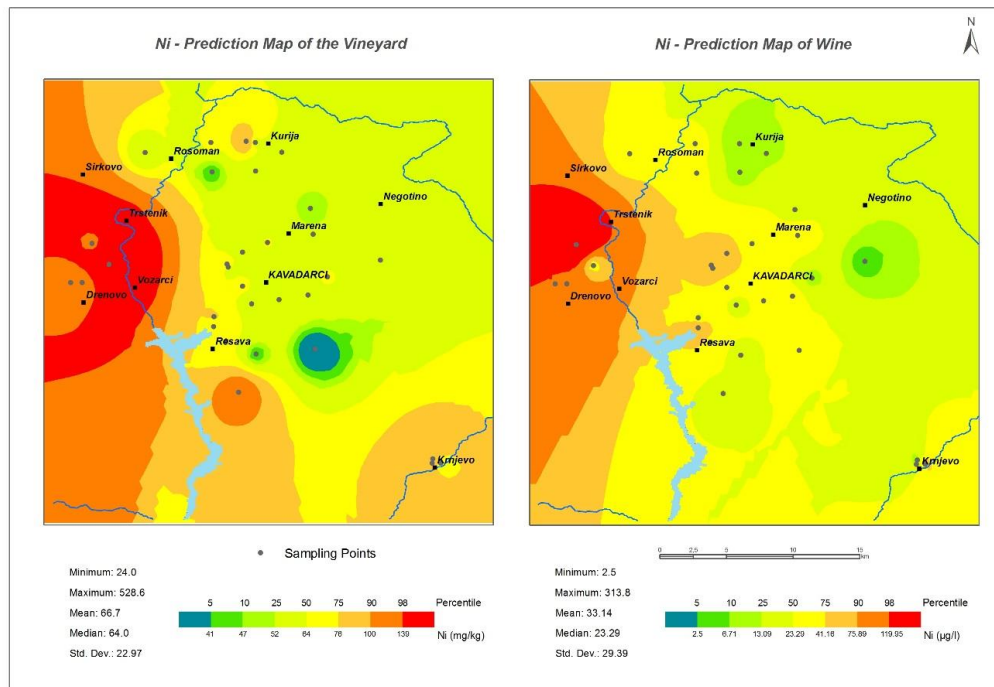 N
Ni - Prediction Map of the Vineyard
Ni - Prediction Map of Wine
Kurija
Rosoman
Sirkovo
Negotino
Trstenik
Marena
KAVADARCI
Vozarci
Drenovo
Resava
Krnjevo
Kurija
Rosoman
Sirkovo
Negotino
Trstenik
Marena
KAVADARCI
Vozarci
Drenovo
Resava
Krnjevo
Sampling Points
0 2,5 5 10 15
km
Minimum: 24.0
Maximum: 528.6
Mean: 66.7
Median: 64.0
Std. Dev.: 22.97
5 10 25 50 75 90 98 Percentile
41 47 52 64 76 100 139 Ni (mg/kg)
Minimum: 2.5
Maximum: 313.8
Mean: 33.14
Median: 23.29
Std. Dev.: 29.39
5 10 25 50 75 90 98 Percentile
2.5 6.71 13.09 23.29 41.16 75.89 119.95 Ni (µg/l)